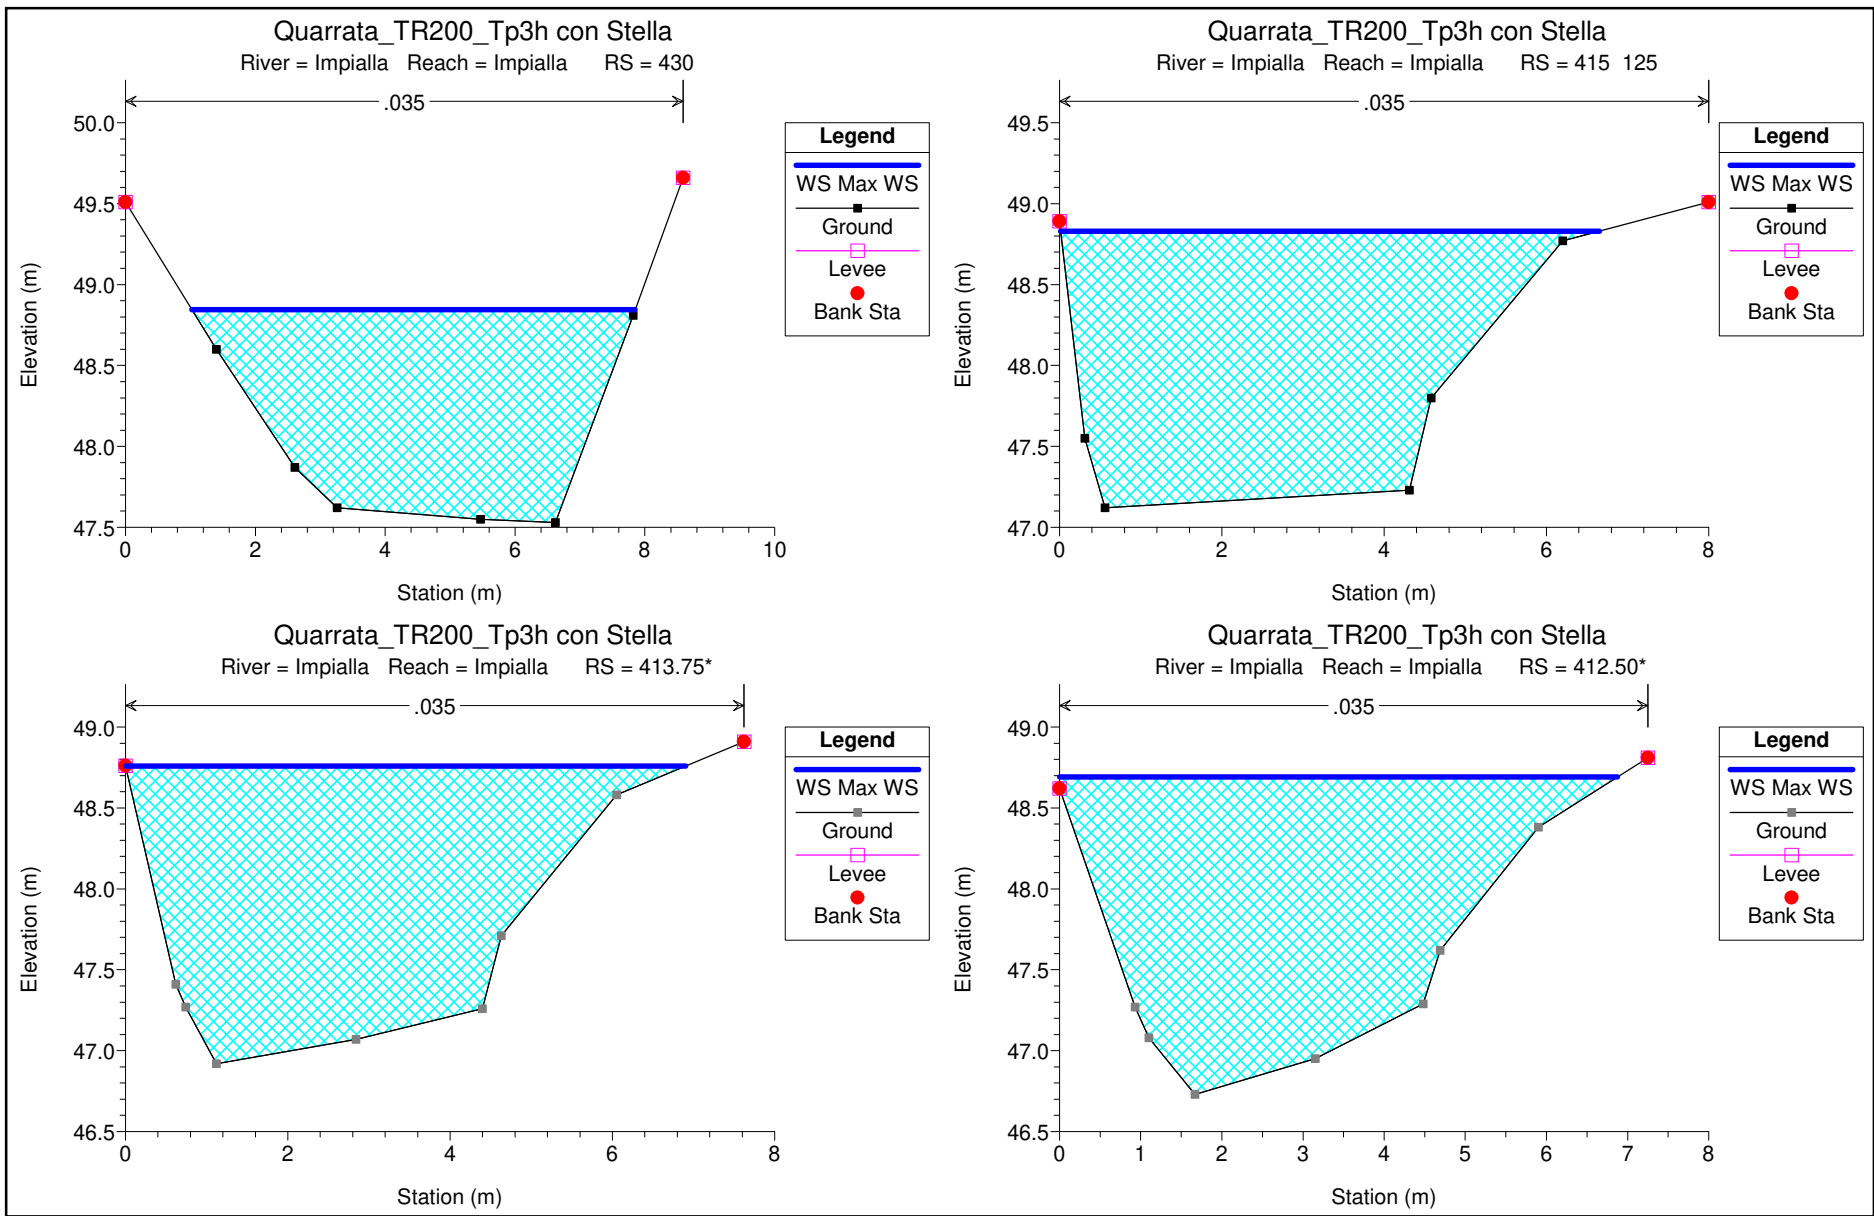 Quarrata_TR200_Tp3h con Stella
River = Impialla Reach = Impialla RS = 430
.035
50.0
49.5
49.0
48.5
48.0
47.5
0 2 4 6 8 10
Elevation (m)
Station (m)
Legend
WS Max WS
Ground
Levee
Bank Sta
Quarrata_TR200_Tp3h con Stella
River = Impialla Reach = Impialla RS = 415 125
.035
49.5
49.0
48.5
48.0
47.5
47.0
0 2 4 6 8
Elevation (m)
Station (m)
Legend
WS Max WS
Ground
Levee
Bank Sta
Quarrata_TR200_Tp3h con Stella
River = Impialla Reach = Impialla RS = 413.75*
.035
49.0
48.5
48.0
47.5
47.0
46.5
0 2 4 6 8
Elevation (m)
Station (m)
Legend
WS Max WS
Ground
Levee
Bank Sta
Quarrata_TR200_Tp3h con Stella
River = Impialla Reach = Impialla RS = 412.50*
.035
49.0
48.5
48.0
47.5
47.0
46.5
0 1 2 3 4 5 6 7 8
Elevation (m)
Station (m)
Legend
WS Max WS
Ground
Levee
Bank Sta